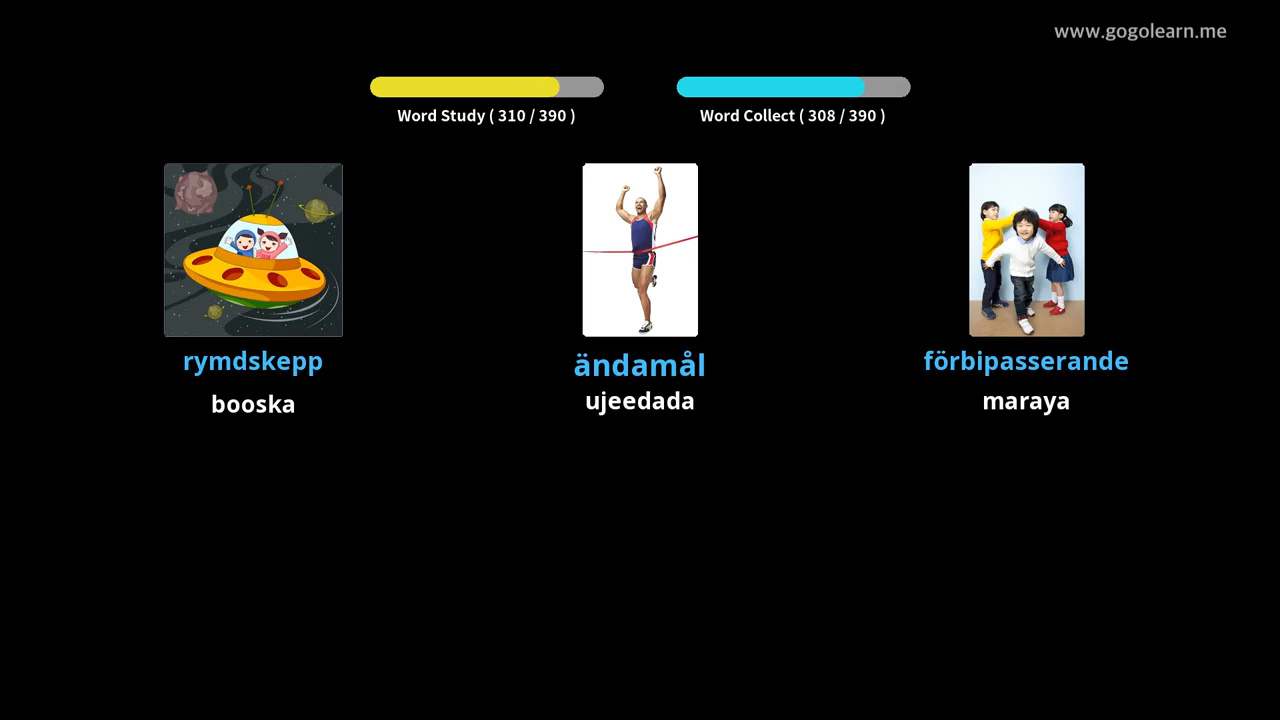 www.gogolearn.me
Word Study ( 310 / 390 )
Word Collect ( 308 / 390 )
rymdskepp
booska
ändamål
ujeedada
förbipasserande
maraya